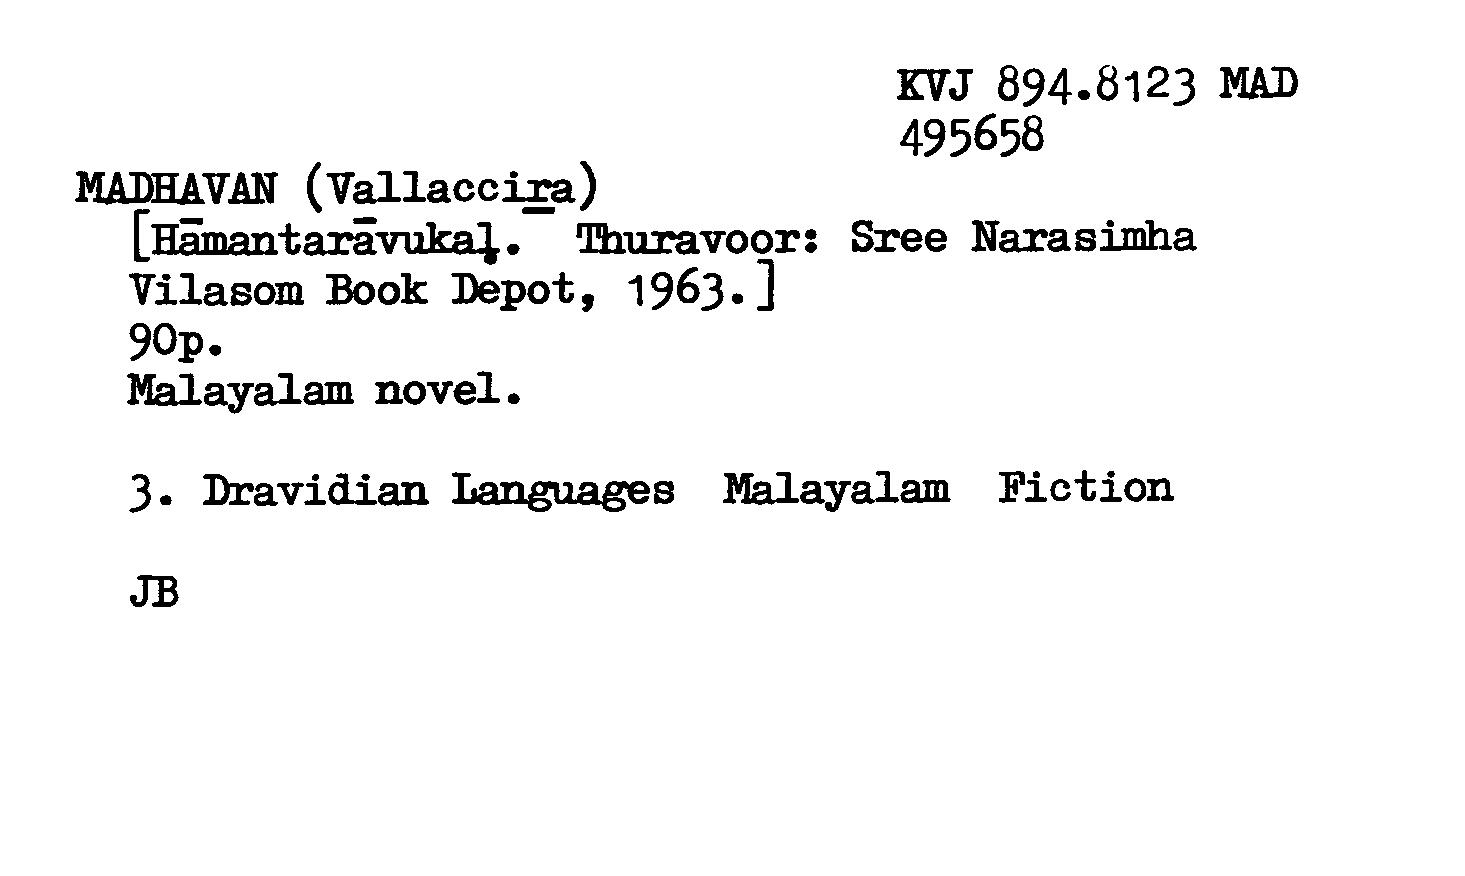 KVJ 894.8123 MAD
495658
MADHAVAN (Vallacciṟa)
[Hāmantarāvukaḷ. Thuravoor: Sree Narasimha
Vilasom Book Depot, 1963.]
90p.
Malayalam novel.
3. Dravidian Languages Malayalam Fiction
JB